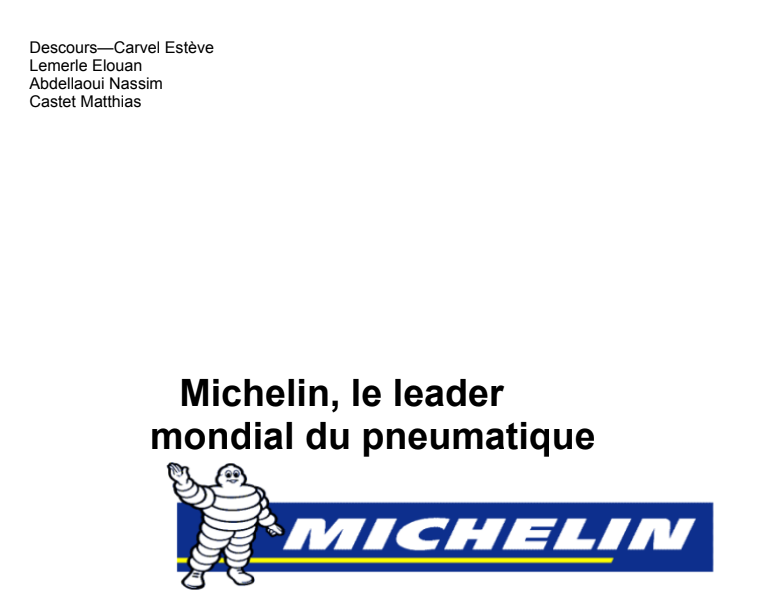 Descours—Carvel Estève
Lemerle Elouan
Abdellaoui Nassim
Castet Matthias
Michelin, le leader
mondial du pneumatique
MICHELIN